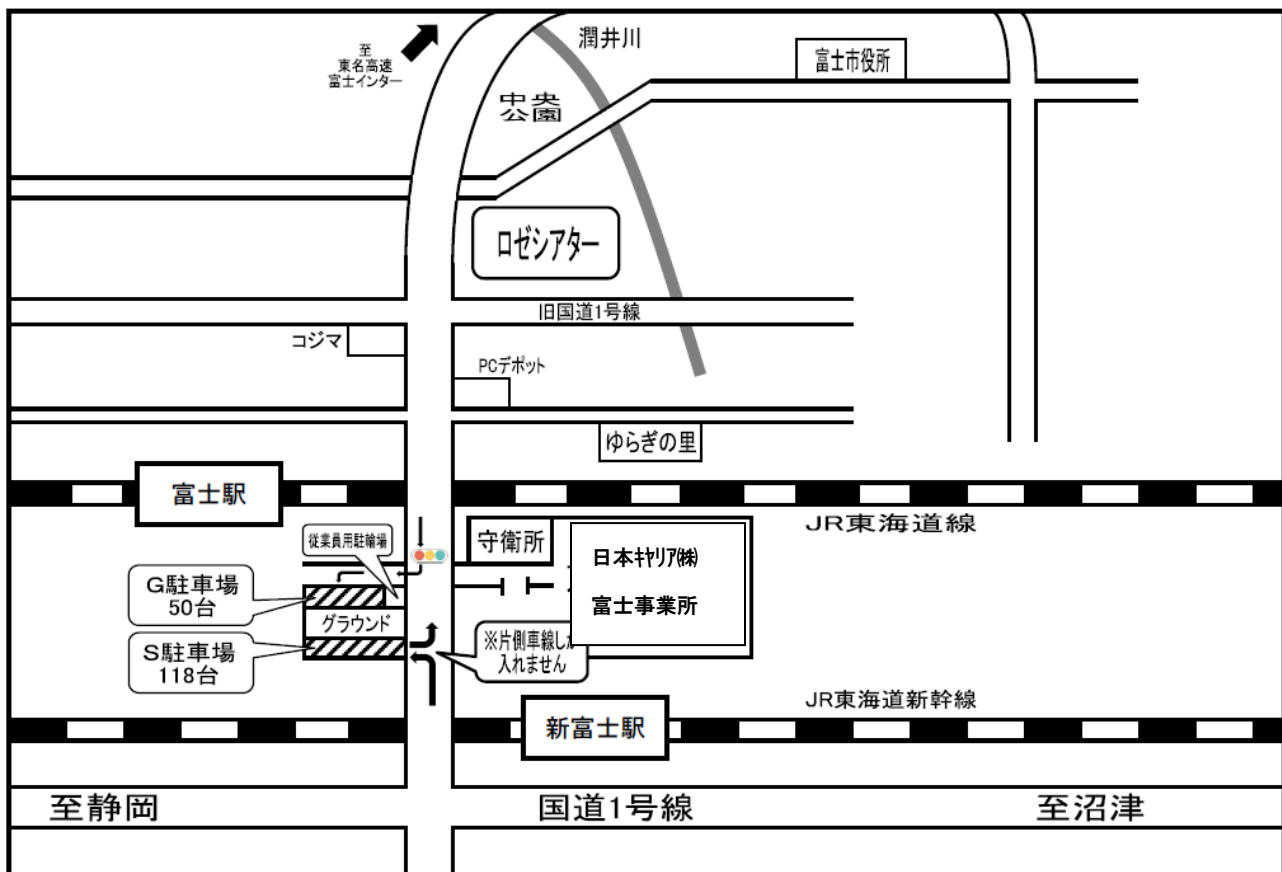 潤井川
至
東名高速
富士インター
富士市役所
中央
公園
ロゼシアター
旧国道1号線
コジマ
PCデポット
ゆらぎの里
富士駅
JR東海道線
従業員用駐輪場
守衛所
日本キヤリア㈱
富士事業所
G駐車場
50台
グラウンド
S駐車場
118台
※片側車線しか
入れません
JR東海道新幹線
新富士駅
至静岡
国道1号線
至沼津